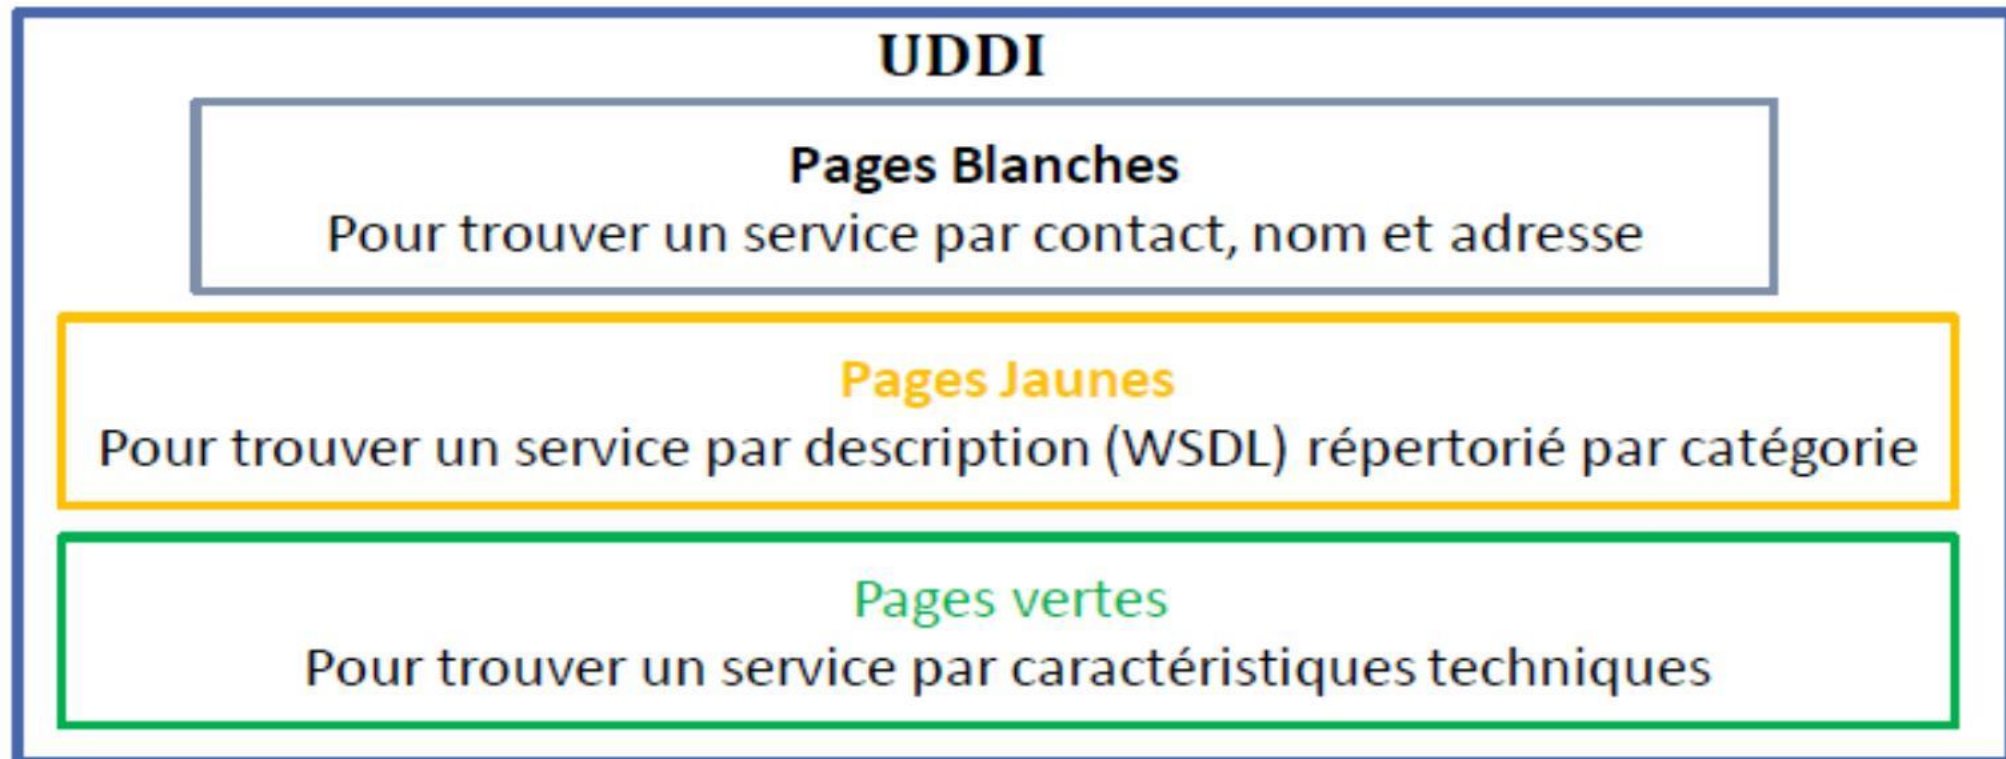 UDDI
Pages Blanches
Pour trouver un service par contact, nom et adresse
Pages Jaunes
Pour trouver un service par description (WSDL) répertorié par catégorie
Pages vertes
Pour trouver un service par caractéristiques techniques